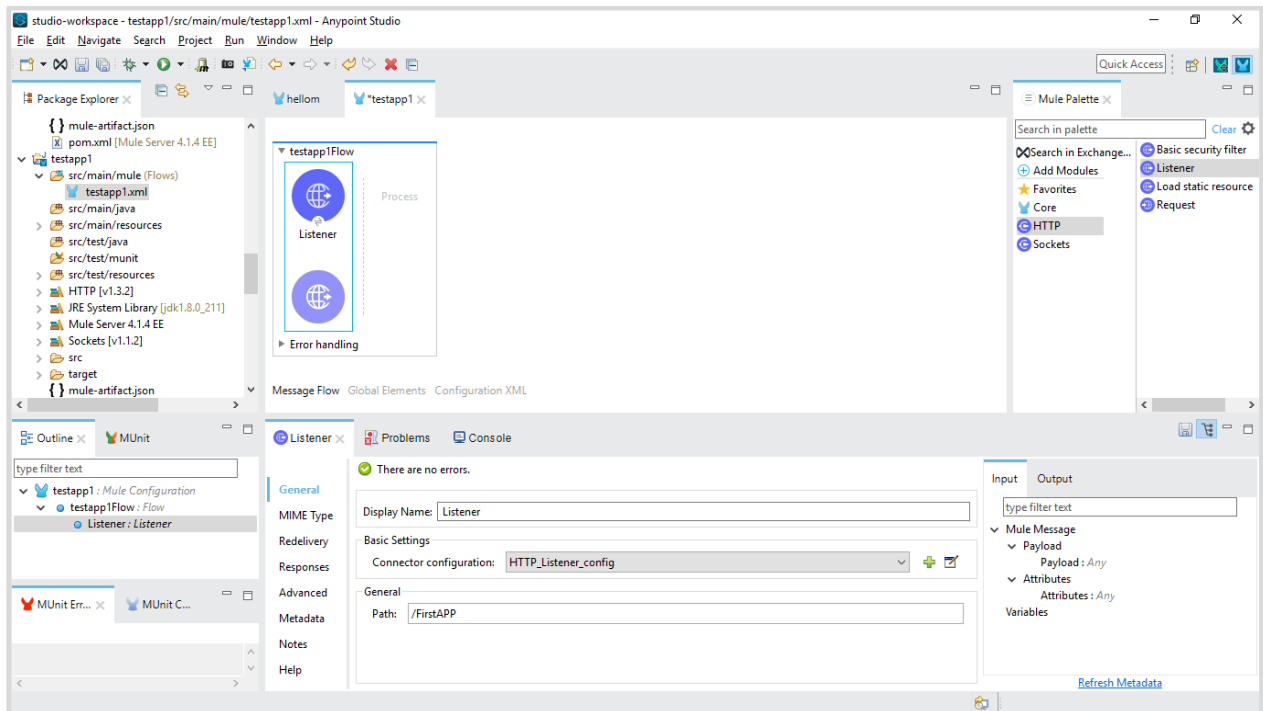 studio-workspace - testapp1/src/main/mule/testapp1.xml - Anypoint Studio
File Edit Navigate Search Project Run Window Help
Quick Access
Package Explorer
{ } mule-artifact.json
pom.xml [Mule Server 4.1.4 EE]
testapp1
src/main/mule (Flows)
testapp1.xml
src/main/java
src/main/resources
src/test/java
src/test/munit
src/test/resources
HTTP [v1.3.2]
JRE System Library [jdk1.8.0_211]
Mule Server 4.1.4 EE
Sockets [v1.1.2]
src
target
{ } mule-artifact.json
hellom
*testapp1
testapp1Flow
Listener
Process
Error handling
Message Flow Global Elements Configuration XML
Mule Palette
Search in palette
Clear
Search in Exchange...
Add Modules
Favorites
Core
HTTP
Sockets
Basic security filter
Listener
Load static resource
Request
Outline
MUnit
type filter text
testapp1 : Mule Configuration
testapp1Flow : Flow
Listener : Listener
MUnit Err...
MUnit C...
Listener
Problems
Console
There are no errors.
General
MIME Type
Redelivery
Responses
Advanced
Metadata
Notes
Help
Display Name: Listener
Basic Settings
Connector configuration: HTTP_Listener_config
General
Path: /FirstAPP
Input Output
type filter text
Mule Message
Payload
Payload : Any
Attributes
Attributes : Any
Variables
Refresh Metadata